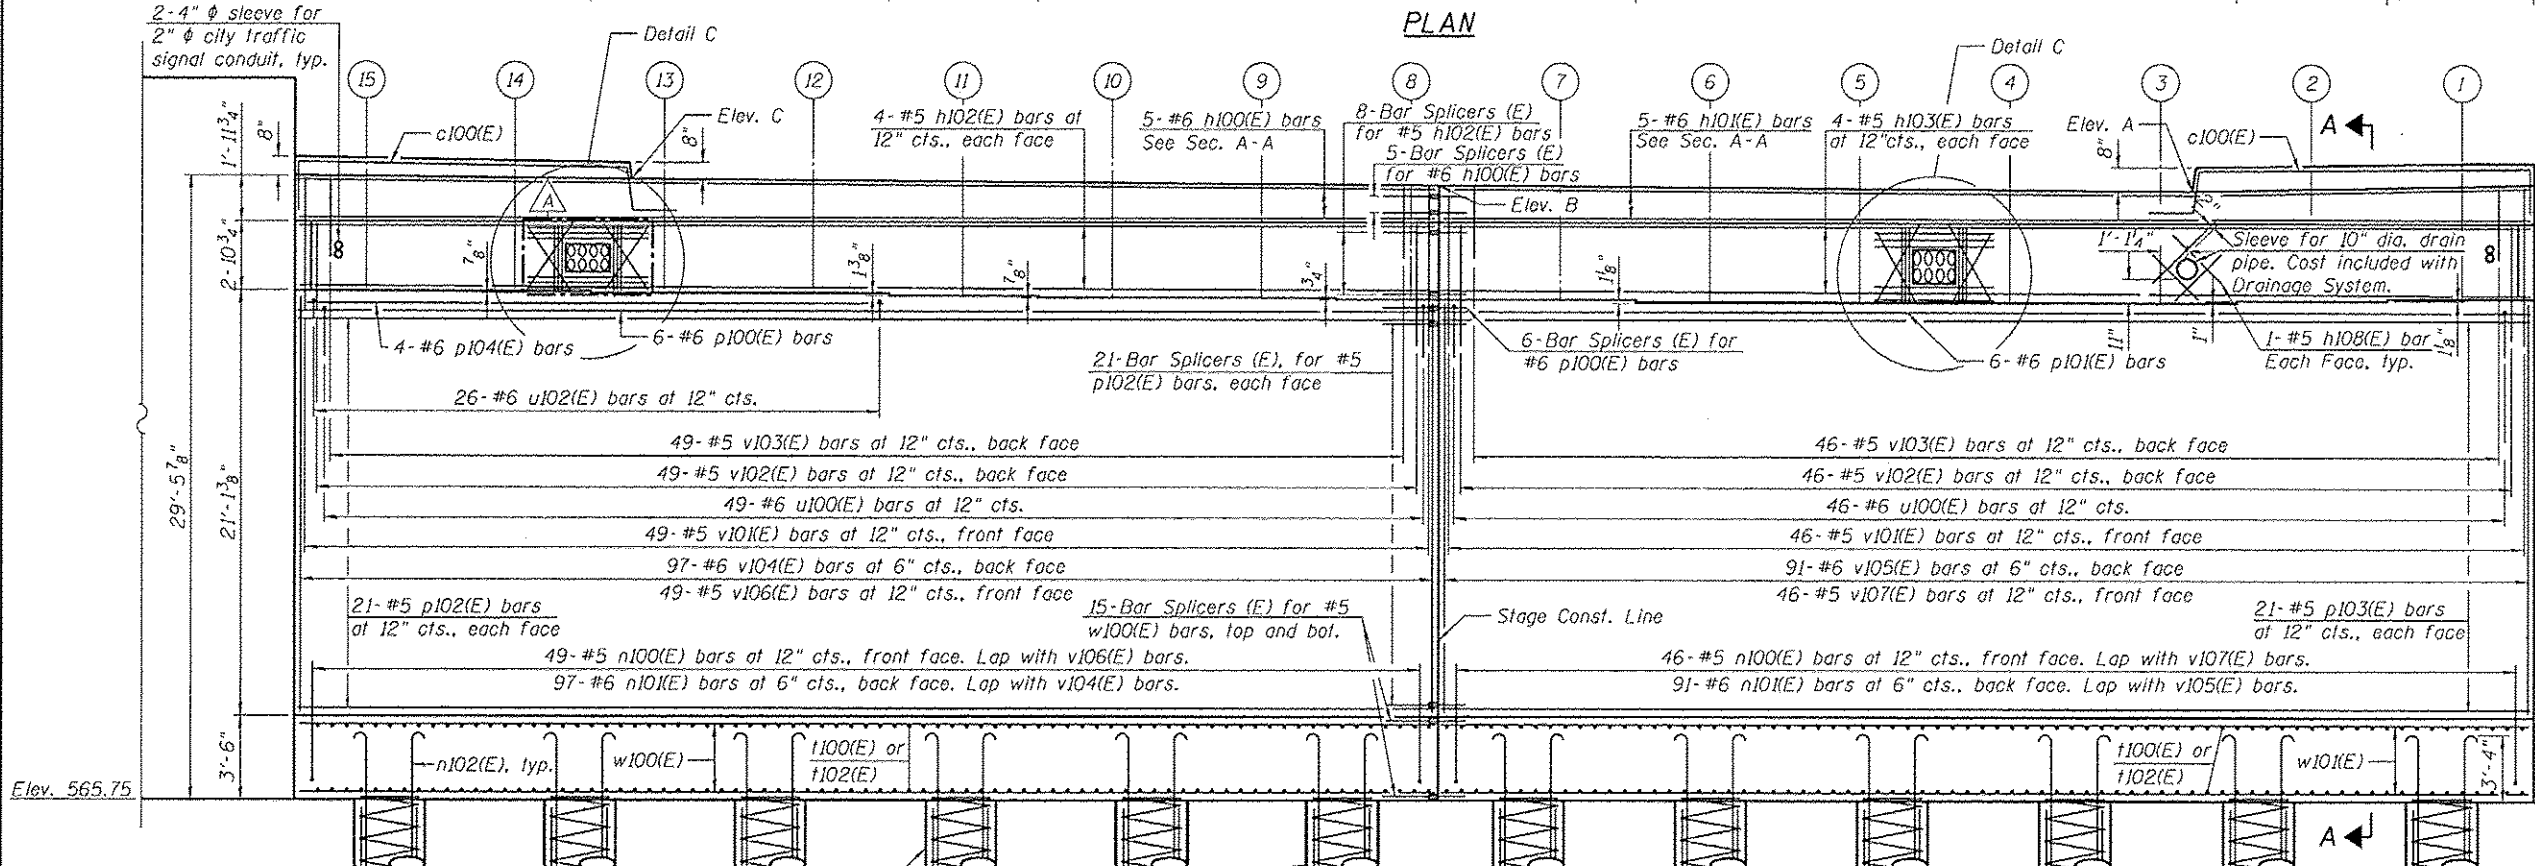 PLAN
2-4" φ sleeve for
2" φ city traffic
signal conduit, typ.
Detail C
Detail C
15
14
13
12
11
10
9
8
7
6
5
4
3
2
1
1'-11¾"
8"
c100(E)
Elev. C
8"
4-#5 h102(E) bars at
12" cts., each face
5-#6 h100(E) bars
See Sec. A-A
8-Bar Splicers (E)
for #5 h102(E) bars
5-Bar Splicers (E)
for #6 h100(E) bars
Elev. B
5-#6 h101(E) bars
See Sec. A-A
4-#5 h103(E) bars
at 12"cts., each face
Elev. A
8"
c100(E)
A
A
2'-10¾"
8
7/8"
1 3/8"
7/8"
3/4"
1 1/8"
1'-1¼"
Sleeve for 10" dia. drain
pipe. Cost included with
Drainage System.
8
4-#6 p104(E) bars
6-#6 p100(E) bars
21-Bar Splicers (E), for #5
p102(E) bars, each face
6-Bar Splicers (E) for
#6 p100(E) bars
6-#6 p101(E) bars
11"
1"
1-#5 h108(E) bar
Each Face, typ.
1 1/8"
26-#6 u102(E) bars at 12" cts.
29'-5 7/8"
21'-1 3/8"
49-#5 v103(E) bars at 12" cts., back face
46-#5 v103(E) bars at 12" cts., back face
49-#5 v102(E) bars at 12" cts., back face
46-#5 v102(E) bars at 12" cts., back face
49-#6 u100(E) bars at 12" cts.
46-#6 u100(E) bars at 12" cts.
49-#5 v101(E) bars at 12" cts., front face
46-#5 v101(E) bars at 12" cts., front face
97-#6 v104(E) bars at 6" cts., back face
91-#6 v105(E) bars at 6" cts., back face
49-#5 v106(E) bars at 12" cts., front face
46-#5 v107(E) bars at 12" cts., front face
21-#5 p102(E) bars
at 12" cts., each face
15-Bar Splicers (E) for #5
w100(E) bars, top and bot.
Stage Const. Line
21-#5 p103(E) bars
at 12" cts., each face
49-#5 n100(E) bars at 12" cts., front face. Lap with v106(E) bars.
46-#5 n100(E) bars at 12" cts., front face. Lap with v107(E) bars.
97-#6 n101(E) bars at 6" cts., back face. Lap with v104(E) bars.
91-#6 n101(E) bars at 6" cts., back face. Lap with v105(E) bars.
3'-6"
n102(E), typ.
w100(E)
t100(E) or
t102(E)
t100(E) or
t102(E)
w101(E)
3'-4"
Elev. 565.75
A